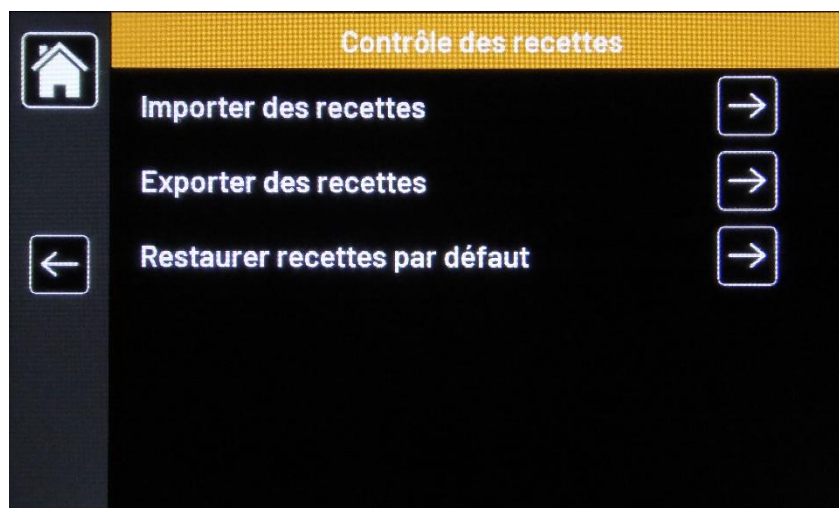 Contrôle des recettes
Importer des recettes
Exporter des recettes
Restaurer recettes par défaut